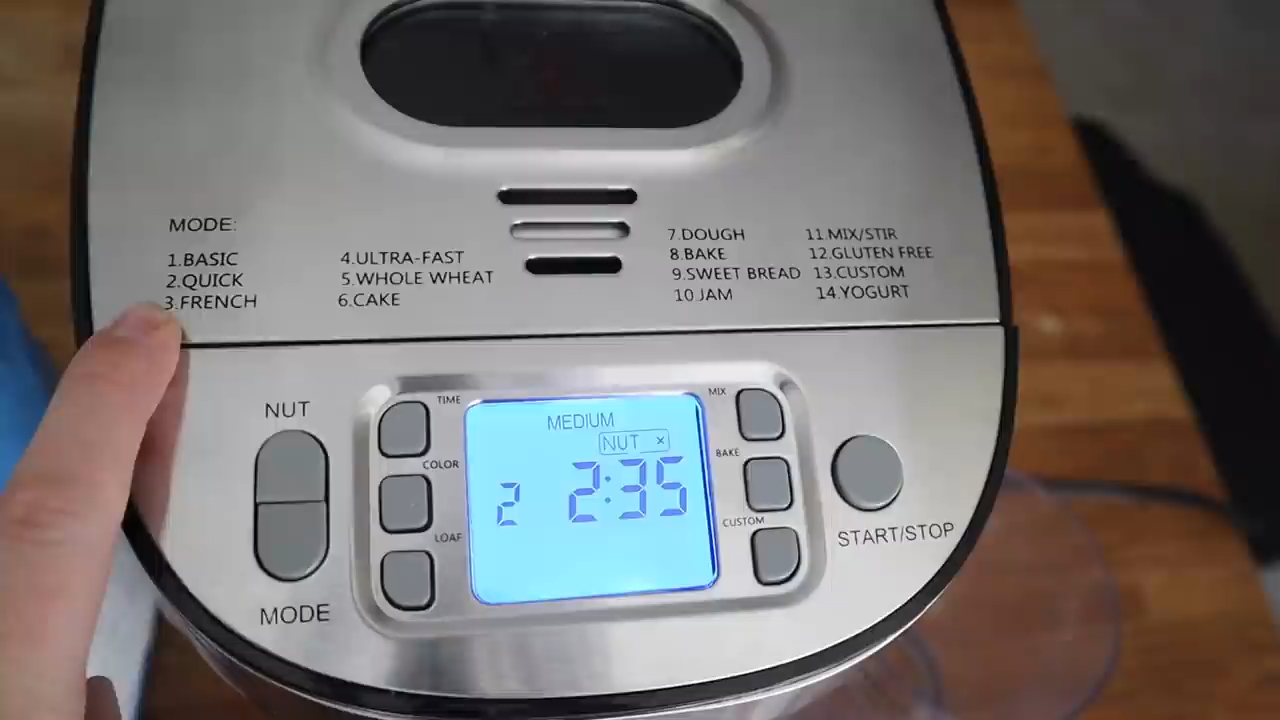 MODE:
1.BASIC
2.QUICK
3.FRENCH
4.ULTRA-FAST
5.WHOLE WHEAT
6.CAKE
7.DOUGH
8.BAKE
9.SWEET BREAD
10.JAM
11.MIX/STIR
12.GLUTEN FREE
13.CUSTOM
14.YOGURT
NUT
MODE
TIME
COLOR
LOAF
MEDIUM
NUT ×
2 2:35
MIX
BAKE
CUSTOM
START/STOP